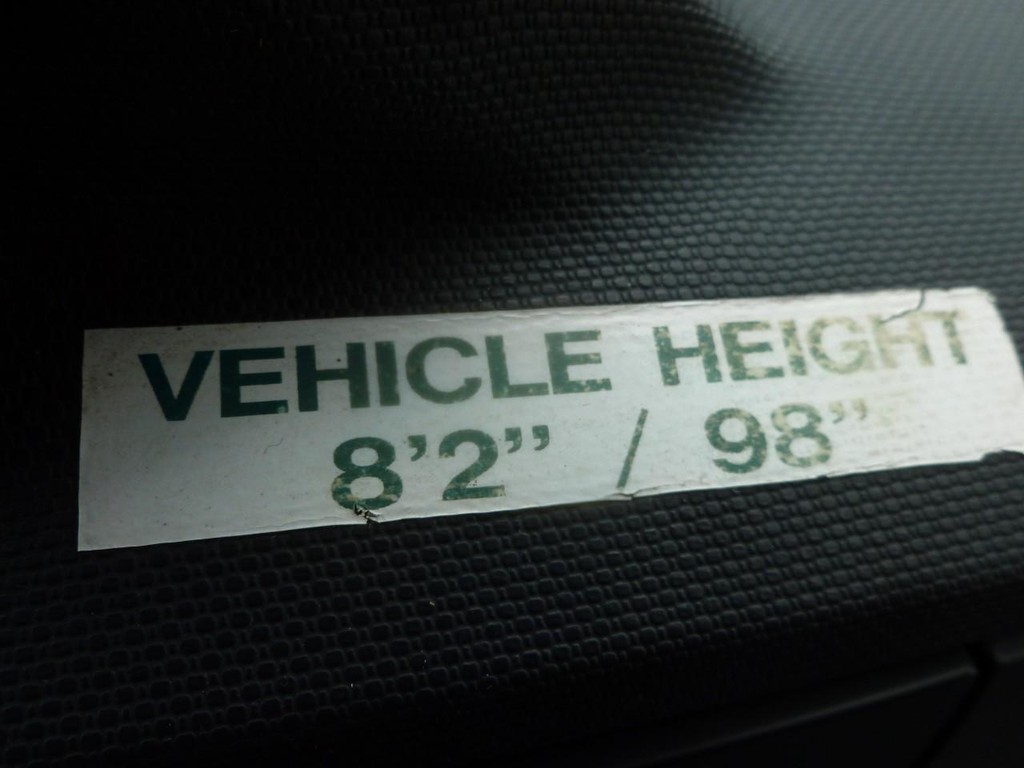 VEHICLE HEIGHT
8’2” / 98”